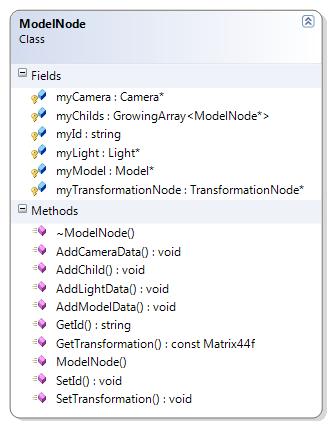 ModelNode
Class
Fields
myCamera : Camera*
myChilds : GrowingArray<ModelNode*>
myId : string
myLight : Light*
myModel : Model*
myTransformationNode : TransformationNode*
Methods
~ModelNode()
AddCameraData() : void
AddChild() : void
AddLightData() : void
AddModelData() : void
GetId() : string
GetTransformation() : const Matrix44f
ModelNode()
SetId() : void
SetTransformation() : void